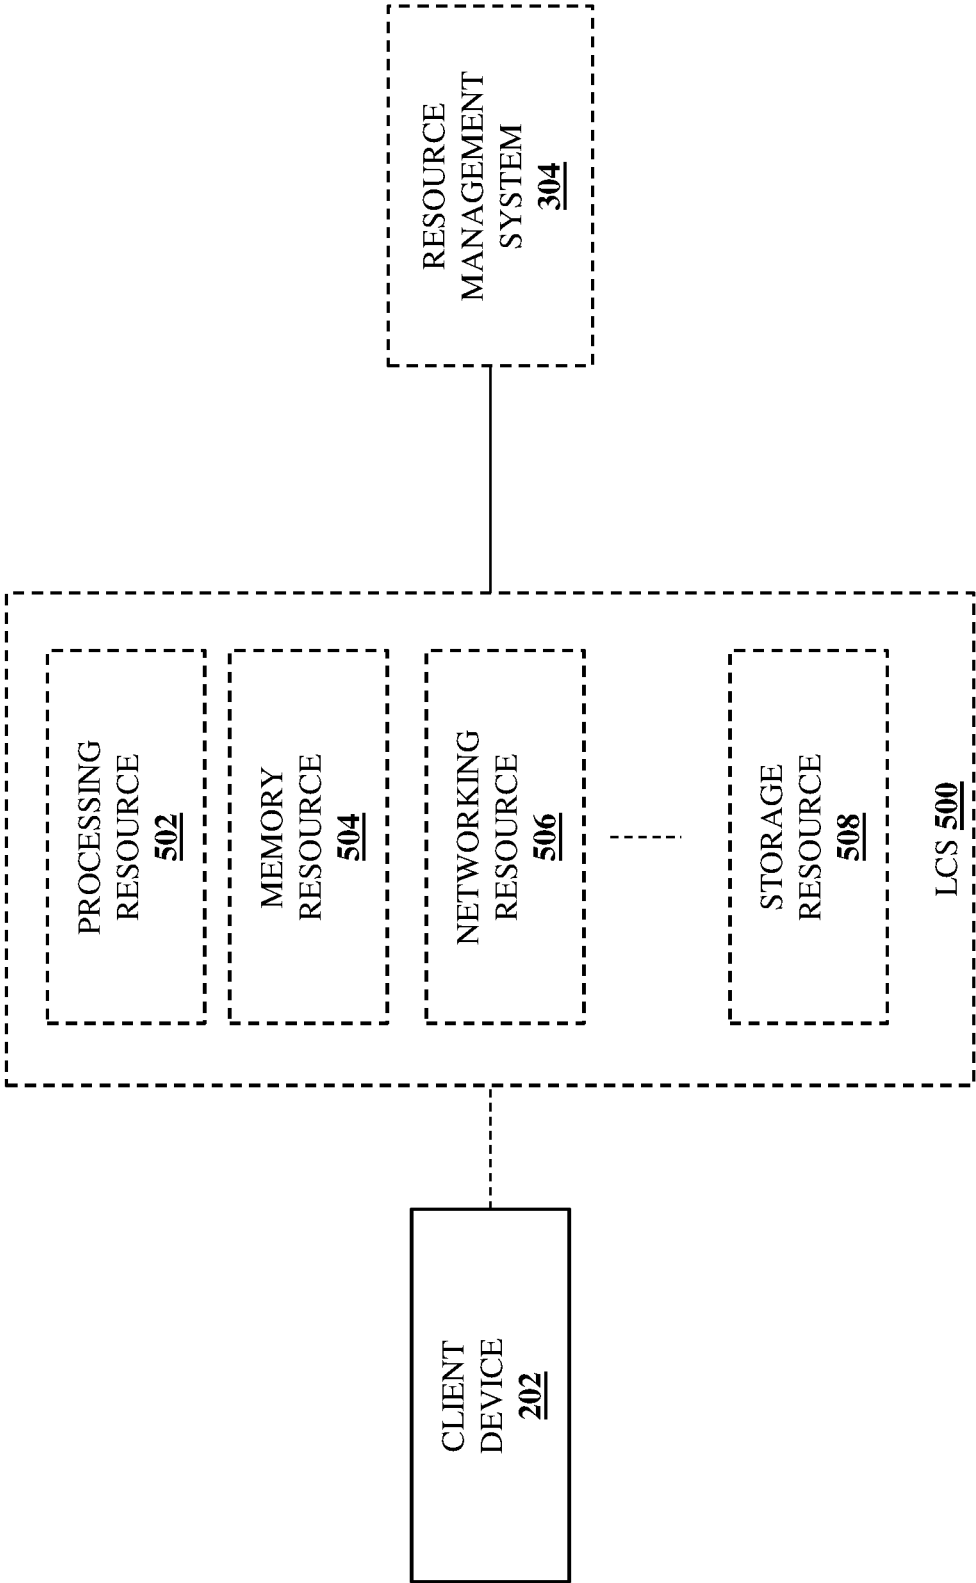 CLIENT
DEVICE
202
PROCESSING
RESOURCE
502
MEMORY
RESOURCE
504
NETWORKING
RESOURCE
506
STORAGE
RESOURCE
508
LCS 500
RESOURCE
MANAGEMENT
SYSTEM
304